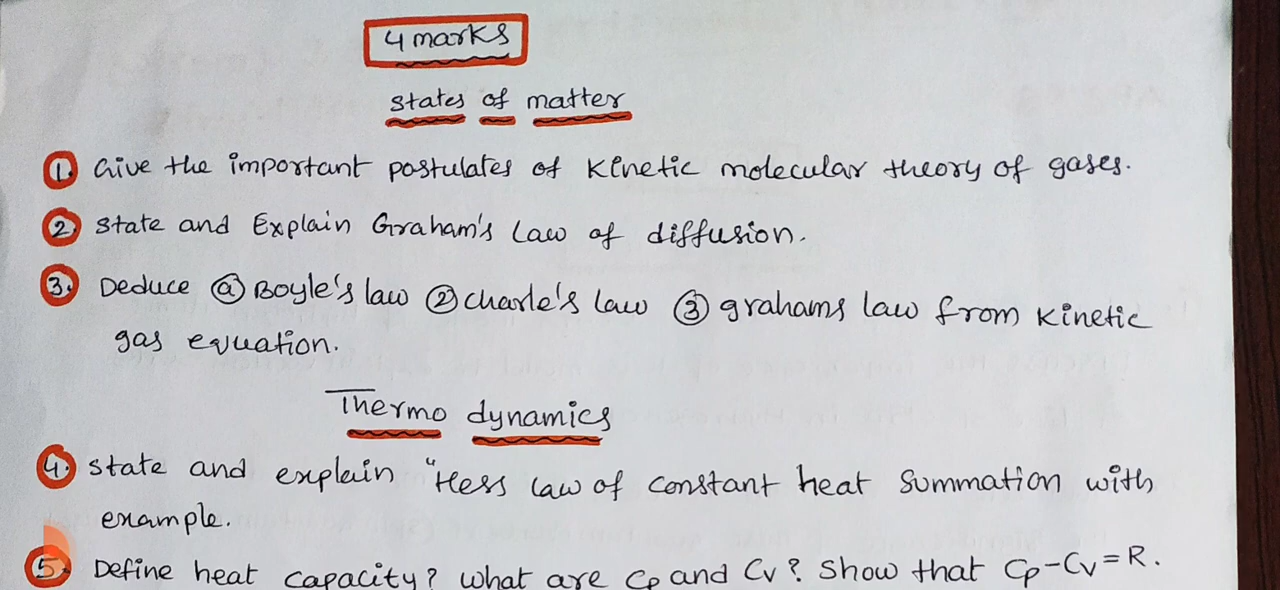 4 marks
states of matter
1. Give the important postulates of Kinetic molecular theory of gases.
2. State and Explain Graham's Law of diffusion.
3. Deduce ⓐ Boyle's law ② charle's law ③ grahams law from Kinetic
gas equation.
Thermo dynamics
4. State and explain "Hess law of constant heat summation with
example.
5. Define heat capacity? What are Cp and Cv? Show that Cp-Cv=R.